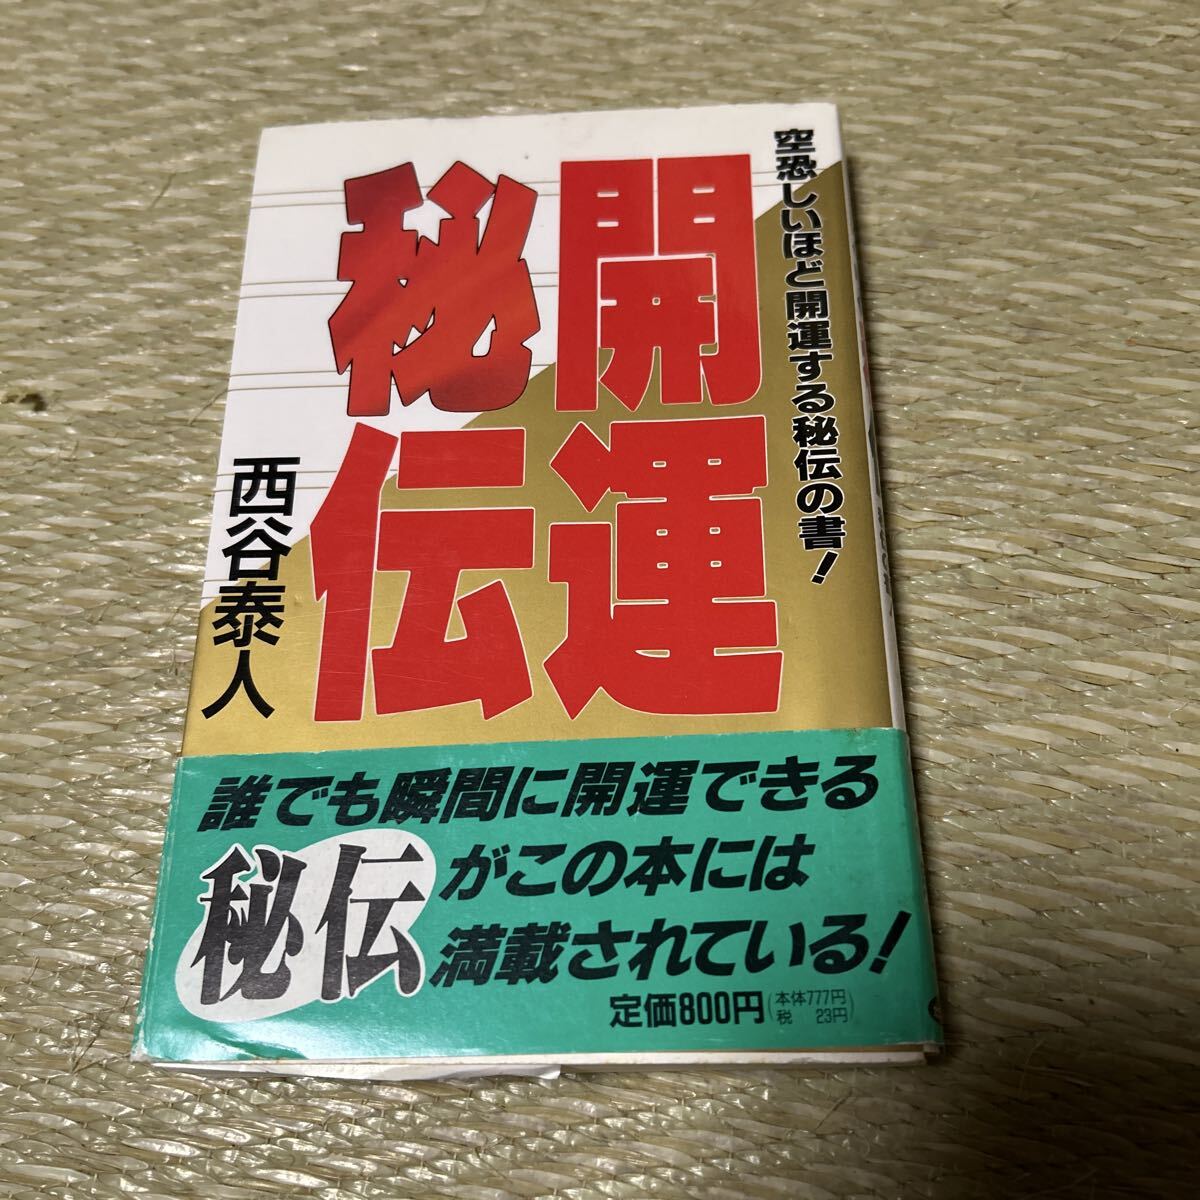 空恐しいほど開運する秘伝の書!
開運
秘伝
西谷泰人
誰でも瞬間に開運できる
秘伝がこの本には
満載されている!
定価800円(本体777円
税 23円)